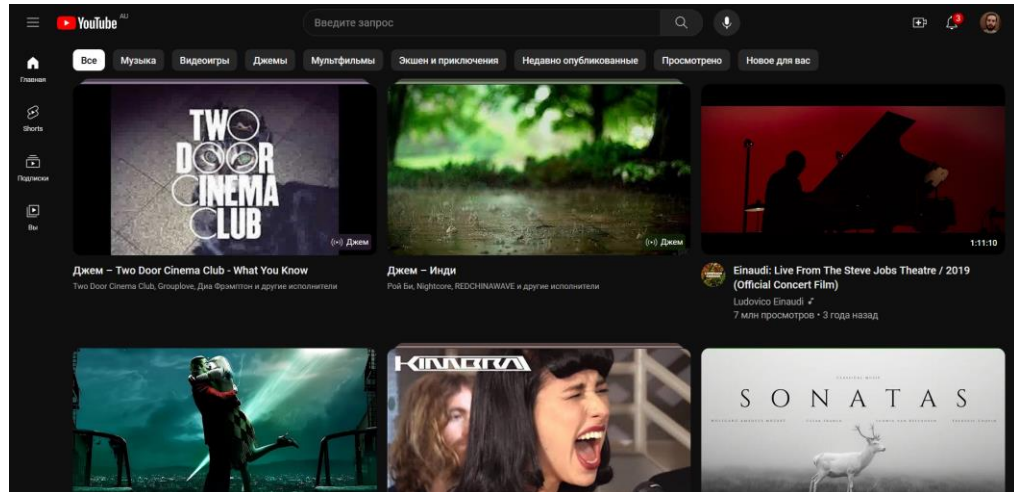 YouTube AU
Введите запрос
3
Главная
Shorts
Подписки
Вы
Все
Музыка
Видеоигры
Джемы
Мультфильмы
Экшен и приключения
Недавно опубликованные
Просмотрено
Новое для вас
TWO
DOOR
CINEMA
CLUB
Джем
Джем
1:11:10
Джем – Two Door Cinema Club - What You Know
Two Door Cinema Club, Grouplove, Диа Фрэмптон и другие исполнители
Джем – Инди
Рой Би, Nightcore, REDCHINAWAVE и другие исполнители
Einaudi: Live From The Steve Jobs Theatre / 2019
(Official Concert Film)
Ludovico Einaudi
7 млн просмотров • 3 года назад
KIMBRA
CLASSICAL MUSIC
SONATAS